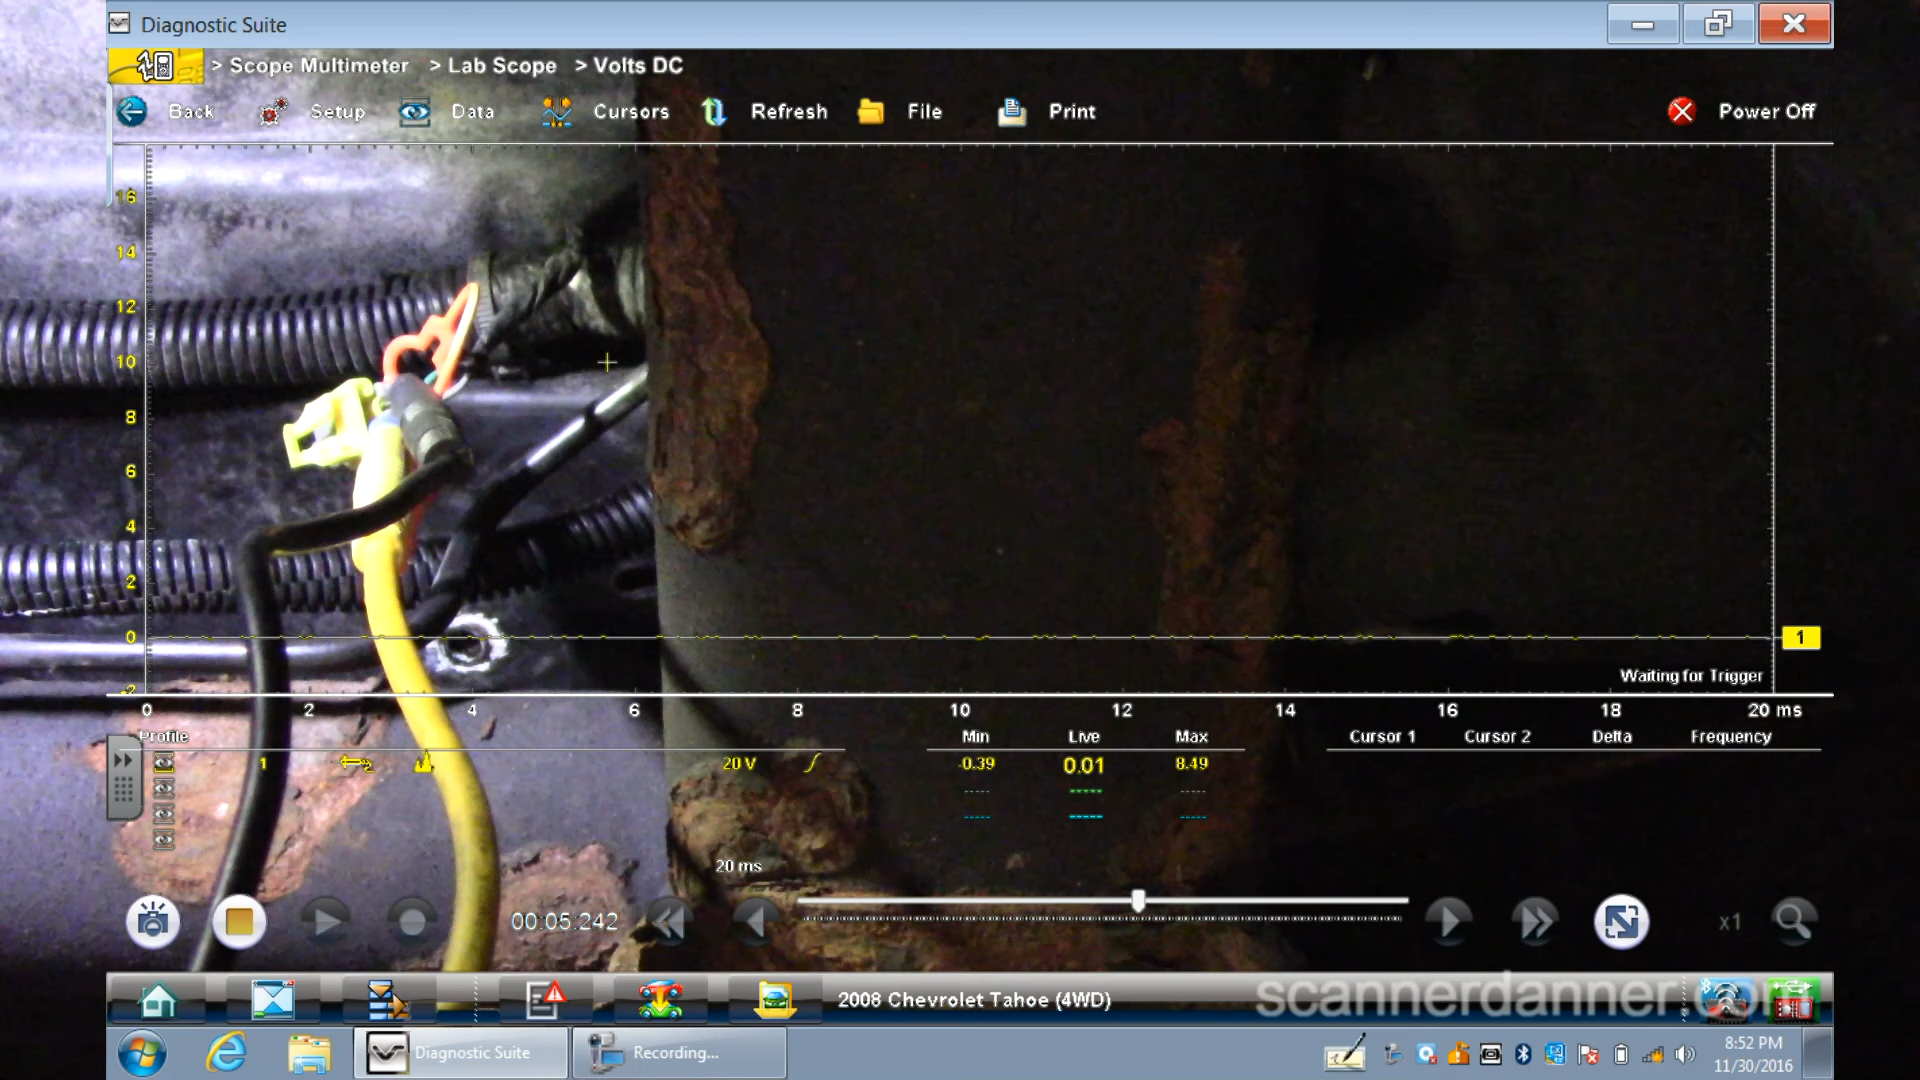 Diagnostic Suite
> Scope Multimeter > Lab Scope > Volts DC
Back Setup Data Cursors Refresh File Print Power Off
16
14
12
10
8
6
4
2
0
-2
1
Waiting for Trigger
0 2 4 6 8 10 12 14 16 18 20 ms
Profile Min Live Max Cursor 1 Cursor 2 Delta Frequency
1 20 V -0.39 0.01 8.49
20 ms
00:05.242 x1
2008 Chevrolet Tahoe (4WD)
scannerdanner.com
Diagnostic Suite Recording...
8:52 PM
11/30/2016